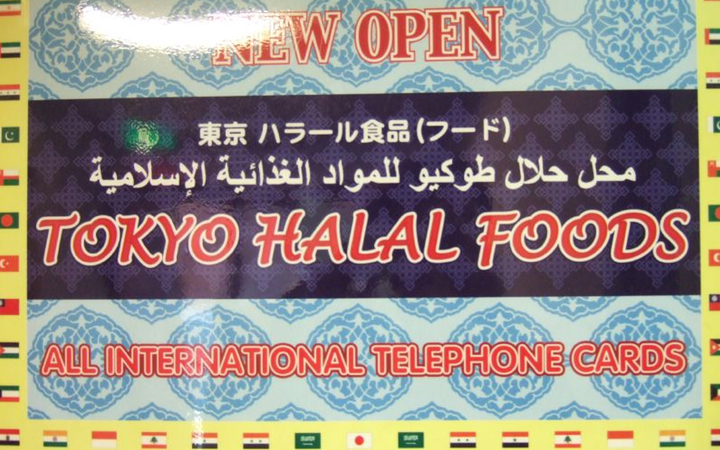 NEW OPEN
東京 ハラール食品(フード)
محل حلال طوكيو للمواد الغذائية الإسلامية
TOKYO HALAL FOODS
ALL INTERNATIONAL TELEPHONE CARDS